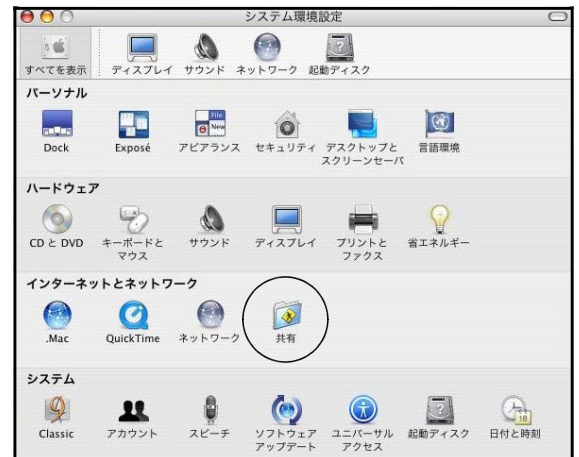 システム環境設定
すべてを表示 ディスプレイ サウンド ネットワーク 起動ディスク
パーソナル
File
New
Dock Exposé アピアランス セキュリティ デスクトップと
スクリーンセーバ 言語環境
ハードウェア
CD と DVD キーボードと
マウス サウンド ディスプレイ プリントと
ファクス 省エネルギー
インターネットとネットワーク
.Mac QuickTime ネットワーク 共有
システム
9
18
Classic アカウント スピーチ ソフトウェア
アップデート ユニバーサル
アクセス 起動ディスク 日付と時刻